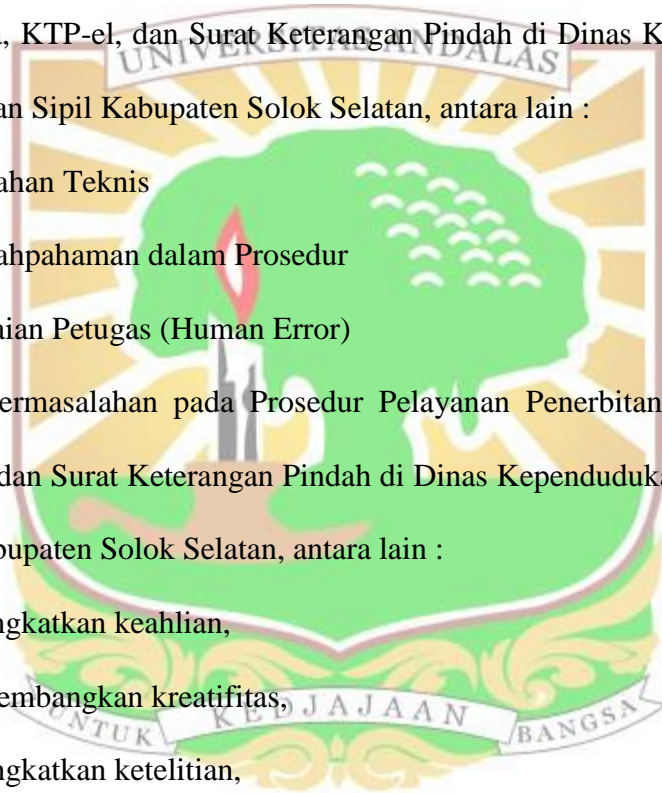 , KTP-el, dan Surat Keterangan Pindah di Dinas K
UNIVERSITAS ANDALAS
an Sipil Kabupaten Solok Selatan, antara lain :
ahan Teknis
ahpahaman dalam Prosedur
aian Petugas (Human Error)
ermasalahan pada Prosedur Pelayanan Penerbitan
dan Surat Keterangan Pindah di Dinas Kependuduka
bupaten Solok Selatan, antara lain :
ngkatkan keahlian,
embangkan kreatifitas,
UNTUK KEDJAJAAN BANGSA
ngkatkan ketelitian,